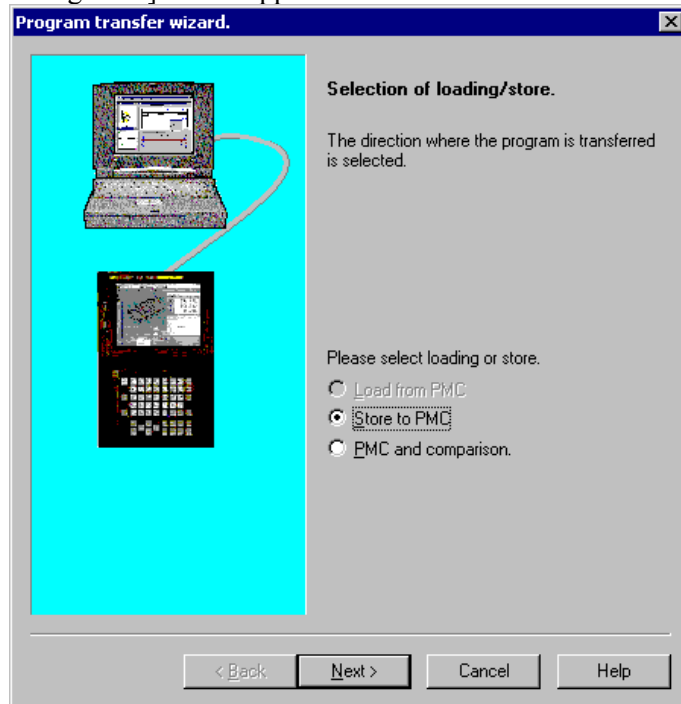 Program transfer wizard.
Selection of loading/store.
The direction where the program is transferred
is selected.
Please select loading or store.
Load from PMC
Store to PMC
PMC and comparison.
< Back
Next >
Cancel
Help